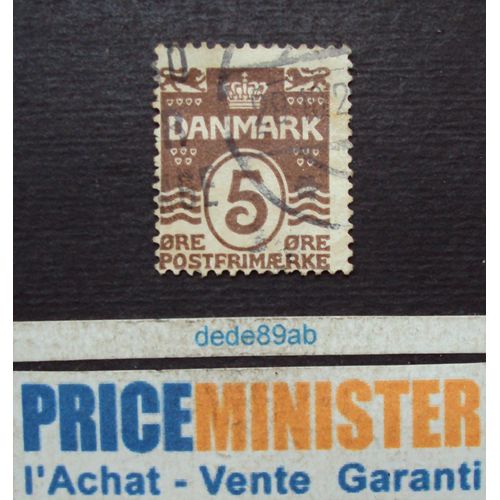 DANMARK
5
ØRE ØRE
POSTFRIMÆRKE
dede89ab
PRICEMINISTER
l'Achat - Vente Garanti